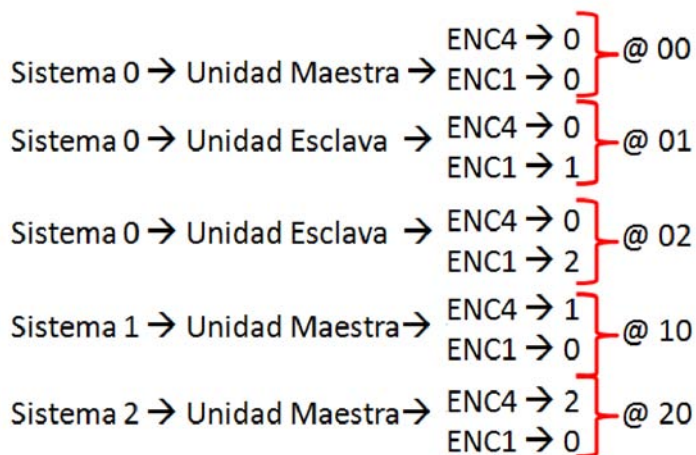 ENC4 → 0
Sistema 0 → Unidad Maestra → ENC1 → 0 @ 00
Sistema 0 → Unidad Esclava → ENC4 → 0 @ 01
ENC1 → 1
Sistema 0 → Unidad Esclava → ENC4 → 0 @ 02
ENC1 → 2
Sistema 1 → Unidad Maestra → ENC4 → 1 @ 10
ENC1 → 0
Sistema 2 → Unidad Maestra → ENC4 → 2 @ 20
ENC1 → 0